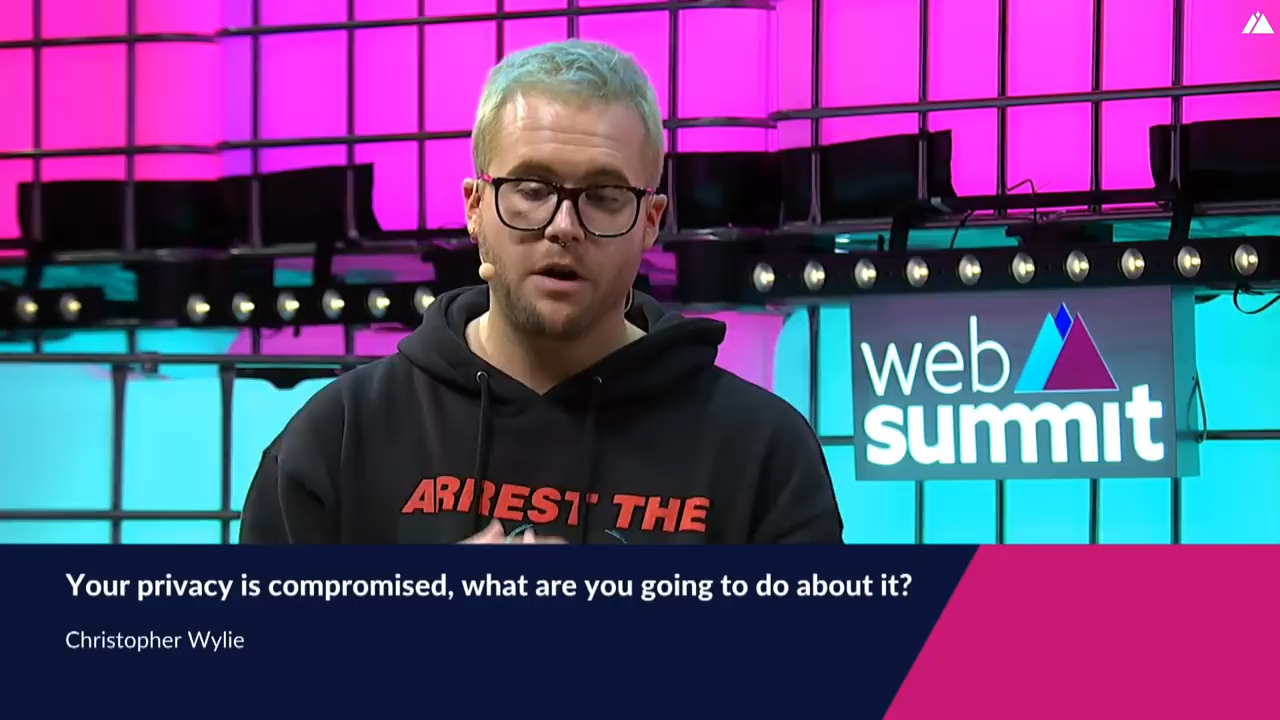 web
summit
ARREST THE
Your privacy is compromised, what are you going to do about it?
Christopher Wylie